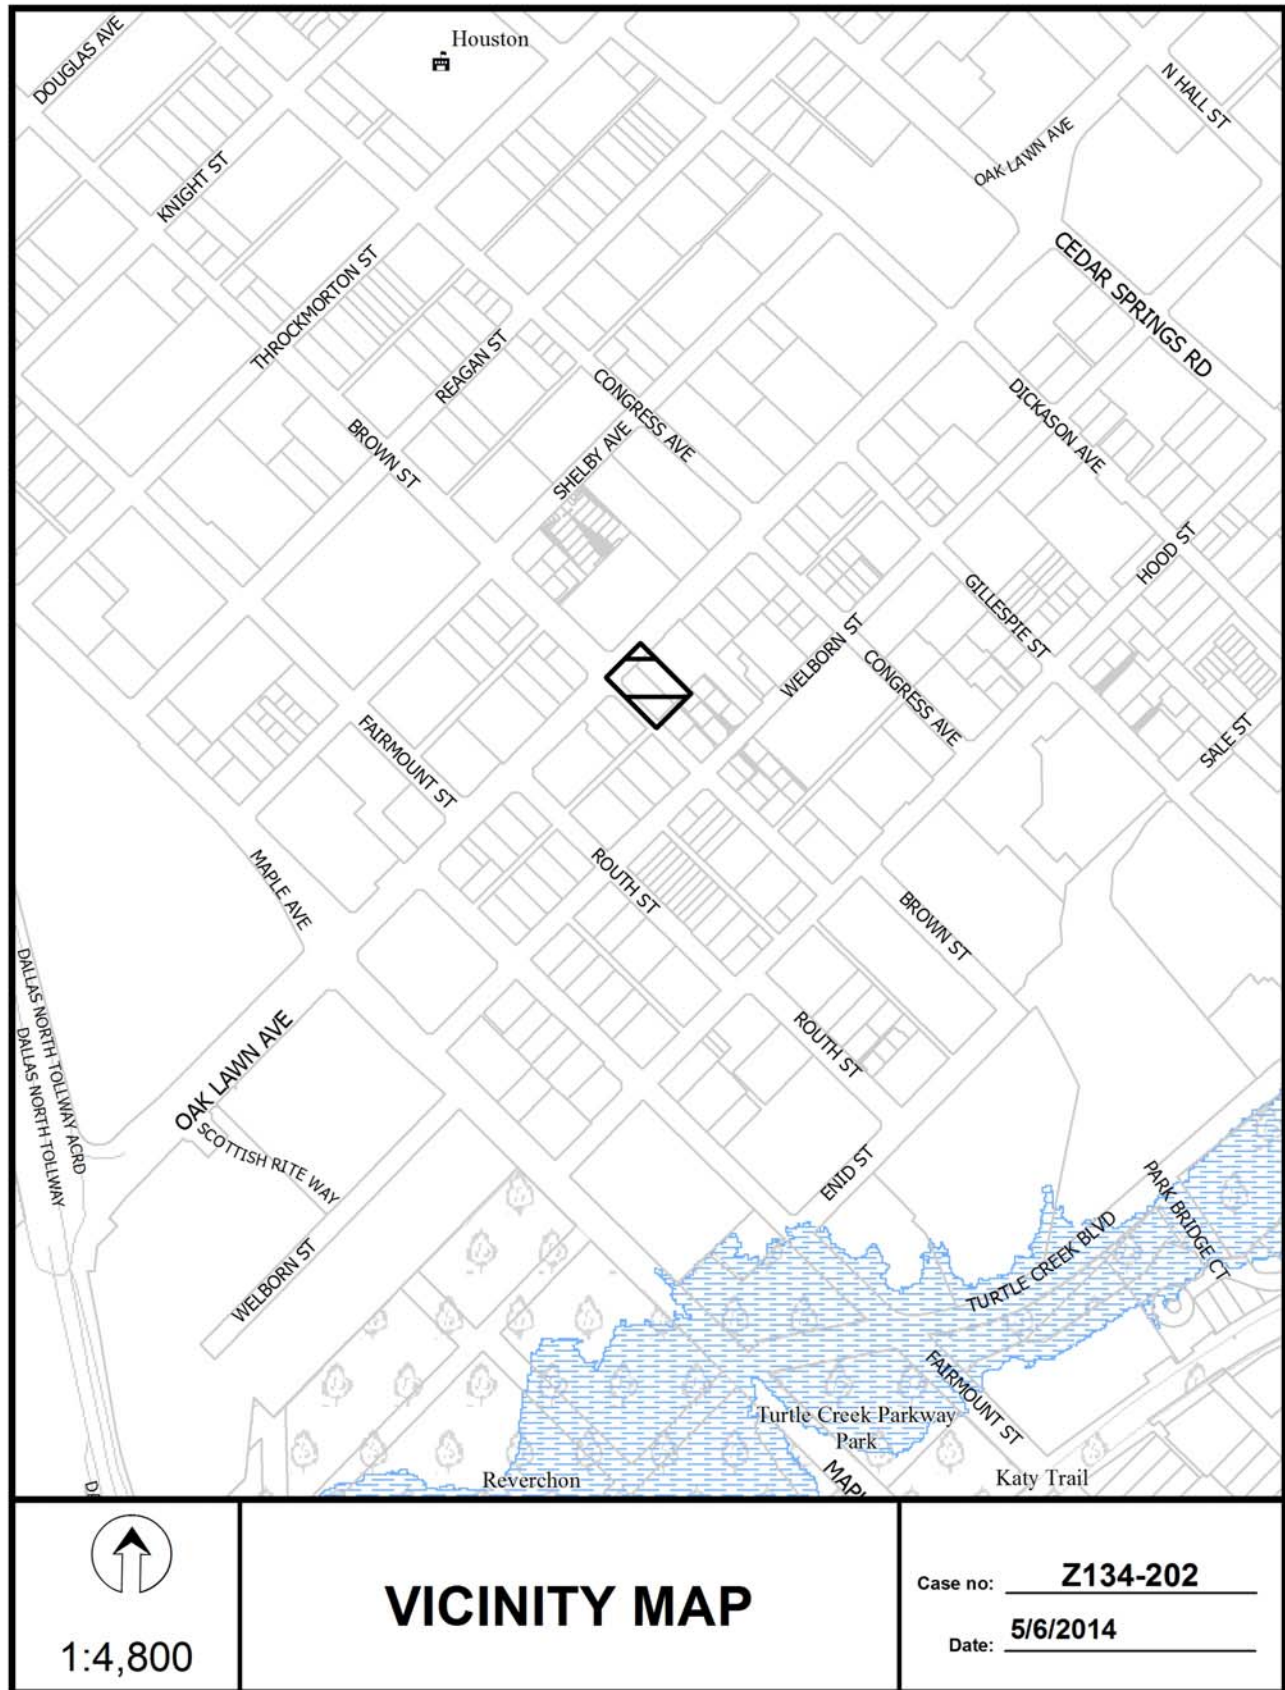 DOUGLAS AVE
Houston
N HALL ST
OAK LAWN AVE
KNIGHT ST
CEDAR SPRINGS RD
THROCKMORTON ST
REAGAN ST
CONGRESS AVE
DICKASON AVE
BROWN ST
SHELBY AVE
HOOD ST
GILLESPIE ST
WELBORN ST
CONGRESS AVE
SALE ST
FAIRMOUNT ST
MAPLE AVE
ROUTH ST
BROWN ST
DALLAS NORTH TOLLWAY ACRD
DALLAS NORTH TOLLWAY
OAK LAWN AVE
ROUTH ST
SCOTTISH RITE WAY
ENID ST
PARK BRIDGE CT
TURTLE CREEK BLVD
WELBORN ST
FAIRMOUNT ST
Turtle Creek Parkway
Park
Reverchon
MAPL
Katy Trail
1:4,800
VICINITY MAP
Case no: Z134-202
Date: 5/6/2014